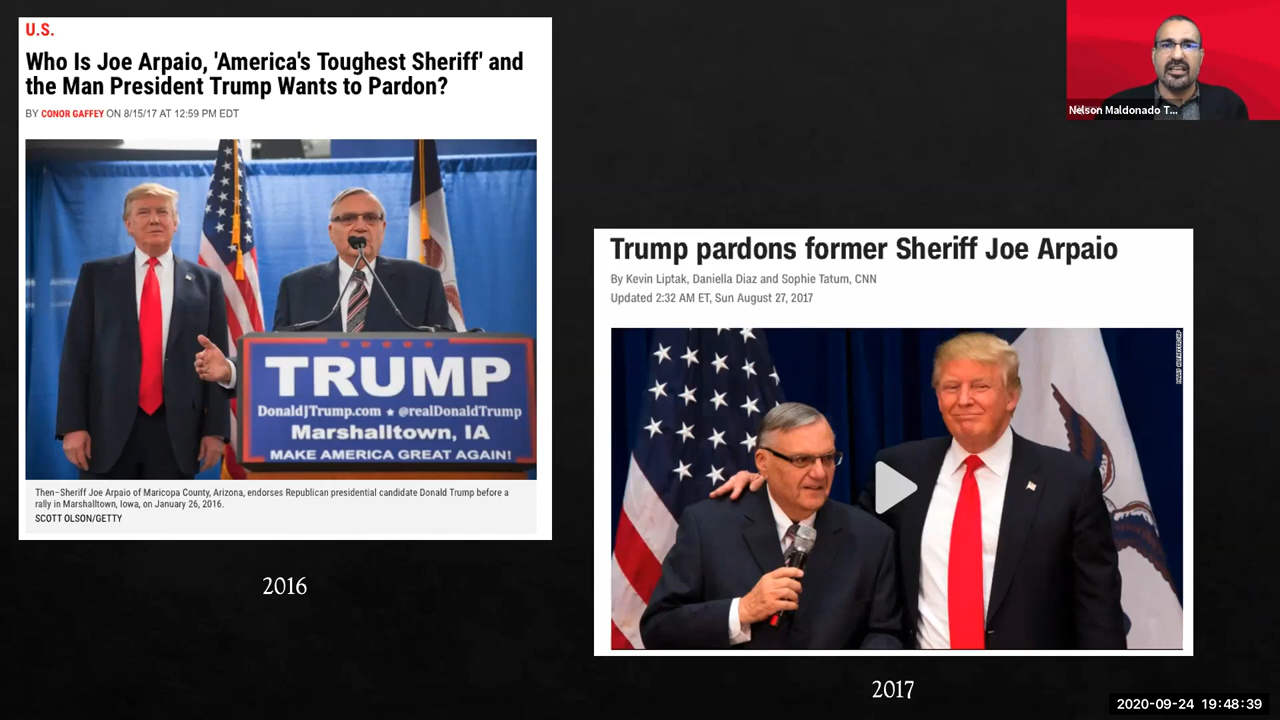 U.S.
Who Is Joe Arpaio, 'America's Toughest Sheriff' and
the Man President Trump Wants to Pardon?
BY CONOR GAFFEY ON 8/15/17 AT 12:59 PM EDT
TRUMP
DonaldJTrump.com ★ @realDonaldTrump
Marshalltown, IA
MAKE AMERICA GREAT AGAIN!
Then–Sheriff Joe Arpaio of Maricopa County, Arizona, endorses Republican presidential candidate Donald Trump before a
rally in Marshalltown, Iowa, on January 26, 2016.
SCOTT OLSON/GETTY
2016
Nelson Maldonado T...
Trump pardons former Sheriff Joe Arpaio
By Kevin Liptak, Daniella Diaz and Sophie Tatum, CNN
Updated 2:32 AM ET, Sun August 27, 2017
2017
2020-09-24 19:48:39